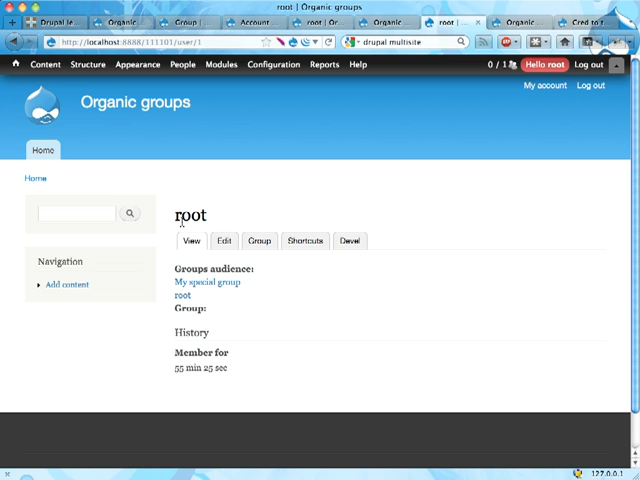 root | Organic groups
Drupal le
Organic
Group |
Account
root | Or
Organic
root |
Organic
Cred to t
http://localhost:8888/111101/user/1
drupal multisite
Content Structure Appearance People Modules Configuration Reports Help
0 / 1 Hello root Log out
My account Log out
Organic groups
Home
Home
root
View Edit Group Shortcuts Devel
Navigation
Add content
Groups audience:
My special group
root
Group:
History
Member for
55 min 25 sec
127.0.0.1